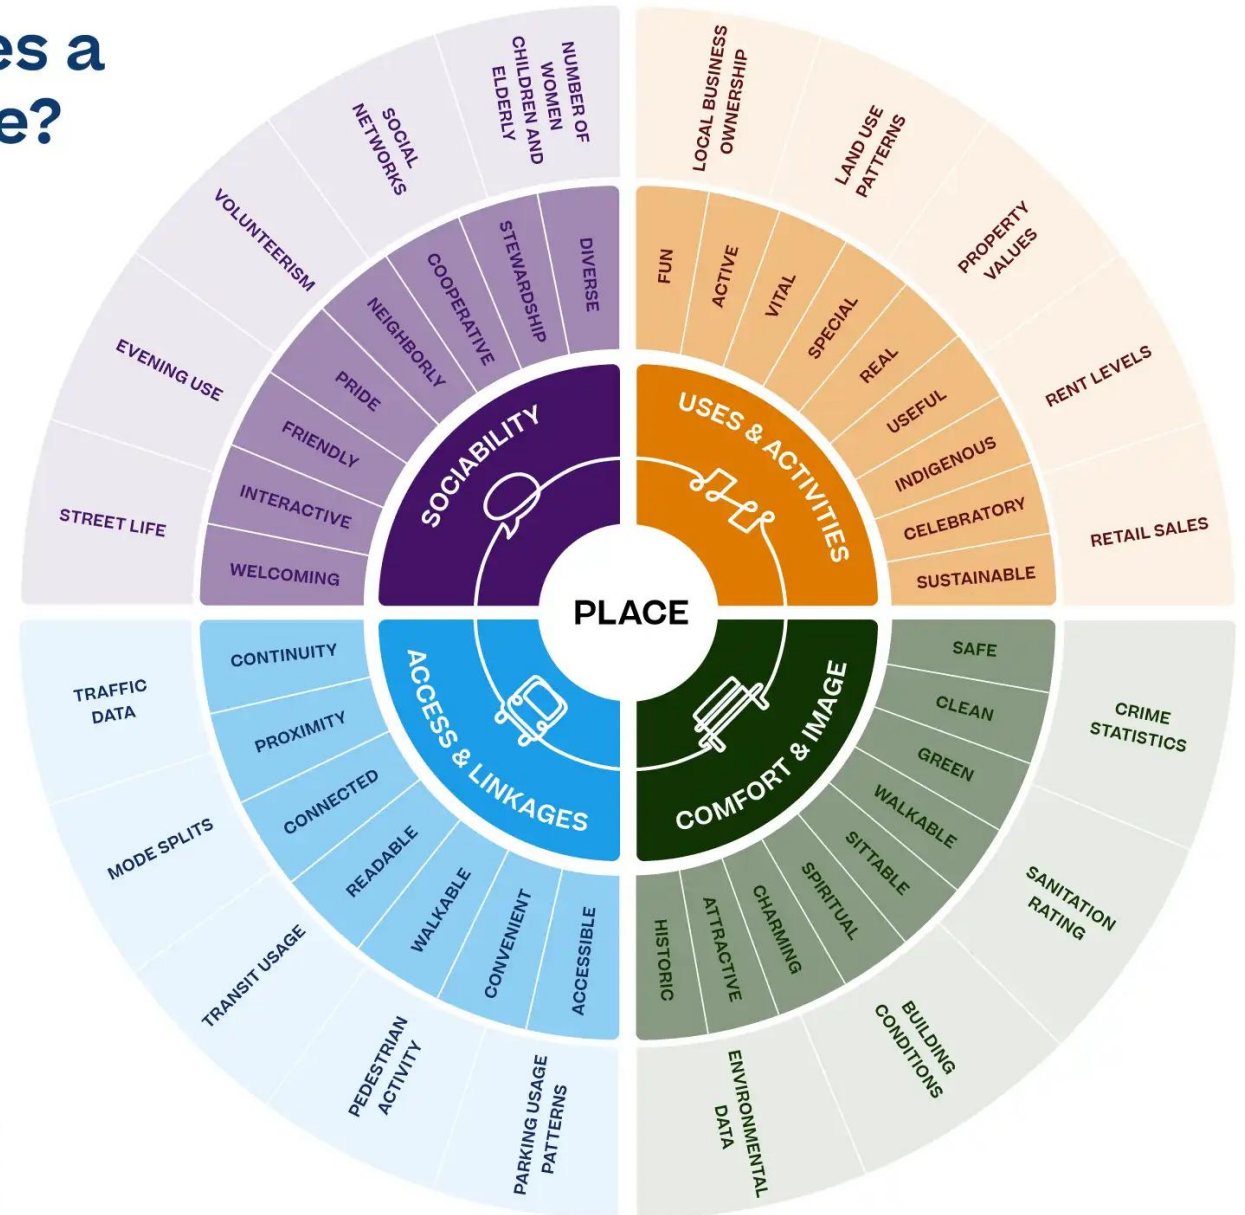 es a
e?
NUMBER OF
WOMEN
CHILDREN AND
ELDERLY
SOCIAL
NETWORKS
VOLUNTEERISM
EVENING USE
STREET LIFE
DIVERSE
STEWARDSHIP
COOPERATIVE
NEIGHBORLY
PRIDE
FRIENDLY
INTERACTIVE
WELCOMING
SOCIABILITY
LOCAL BUSINESS
OWNERSHIP
LAND USE
PATTERNS
PROPERTY
VALUES
RENT LEVELS
RETAIL SALES
FUN
ACTIVE
VITAL
SPECIAL
REAL
USEFUL
INDIGENOUS
CELEBRATORY
SUSTAINABLE
USES & ACTIVITIES
PLACE
ACCESS & LINKAGES
CONTINUITY
PROXIMITY
CONNECTED
READABLE
WALKABLE
CONVENIENT
ACCESSIBLE
TRAFFIC
DATA
MODE SPLITS
TRANSIT USAGE
PEDESTRIAN
ACTIVITY
PARKING USAGE
PATTERNS
COMFORT & IMAGE
SAFE
CLEAN
GREEN
WALKABLE
SITTABLE
SPIRITUAL
CHARMING
ATTRACTIVE
HISTORIC
CRIME
STATISTICS
SANITATION
RATING
BUILDING
CONDITIONS
ENVIRONMENTAL
DATA